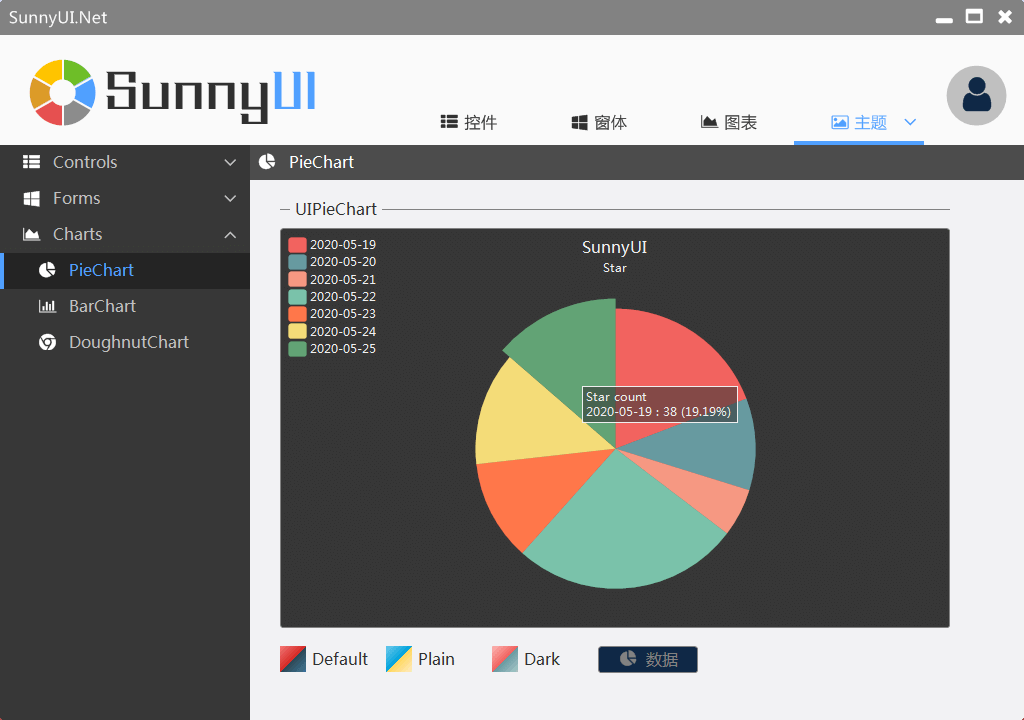 SunnyUI.Net
SunnyUI
控件
窗体
图表
主题
Controls
Forms
Charts
PieChart
BarChart
DoughnutChart
PieChart
UIPieChart
2020-05-19
2020-05-20
2020-05-21
2020-05-22
2020-05-23
2020-05-24
2020-05-25
SunnyUI
Star
Star count
2020-05-19 : 38 (19.19%)
Default
Plain
Dark
数据